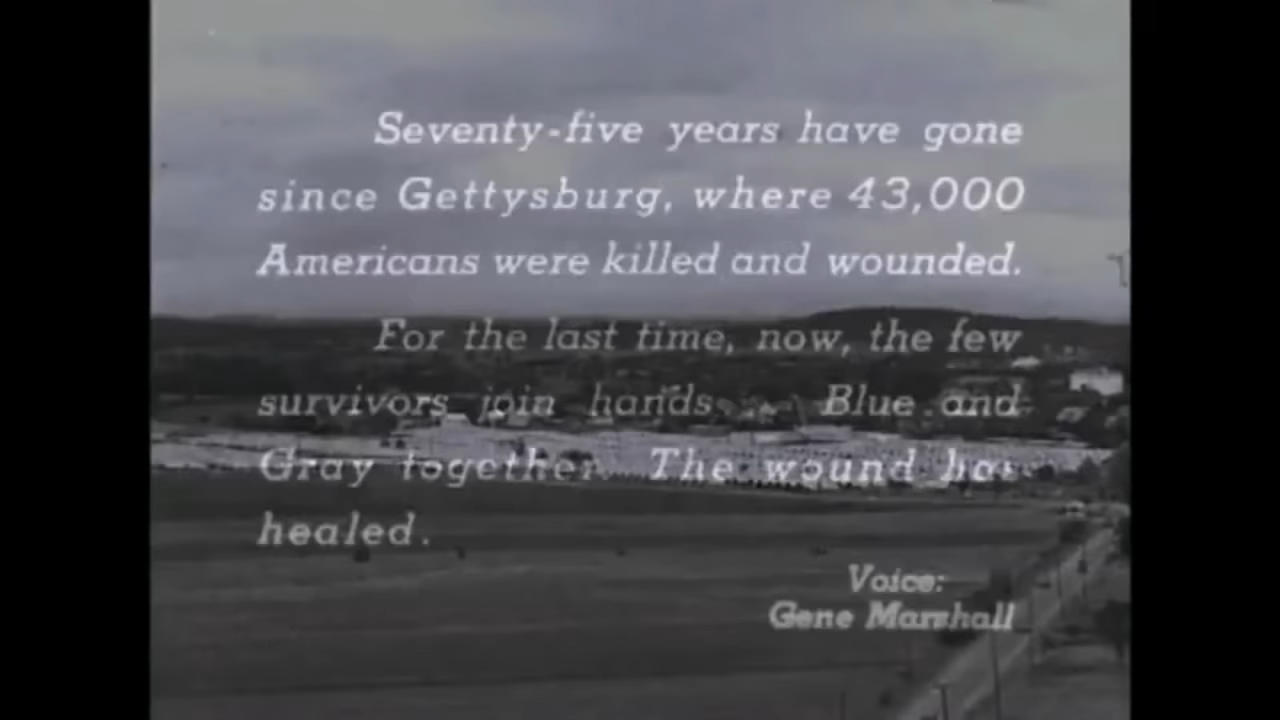 Seventy-five years have gone
since Gettysburg, where 43,000
Americans were killed and wounded.
For the last time, now, the few
survivors join hands. Blue and
Gray together. The wound has
healed.
Voice:
Gene Marshall